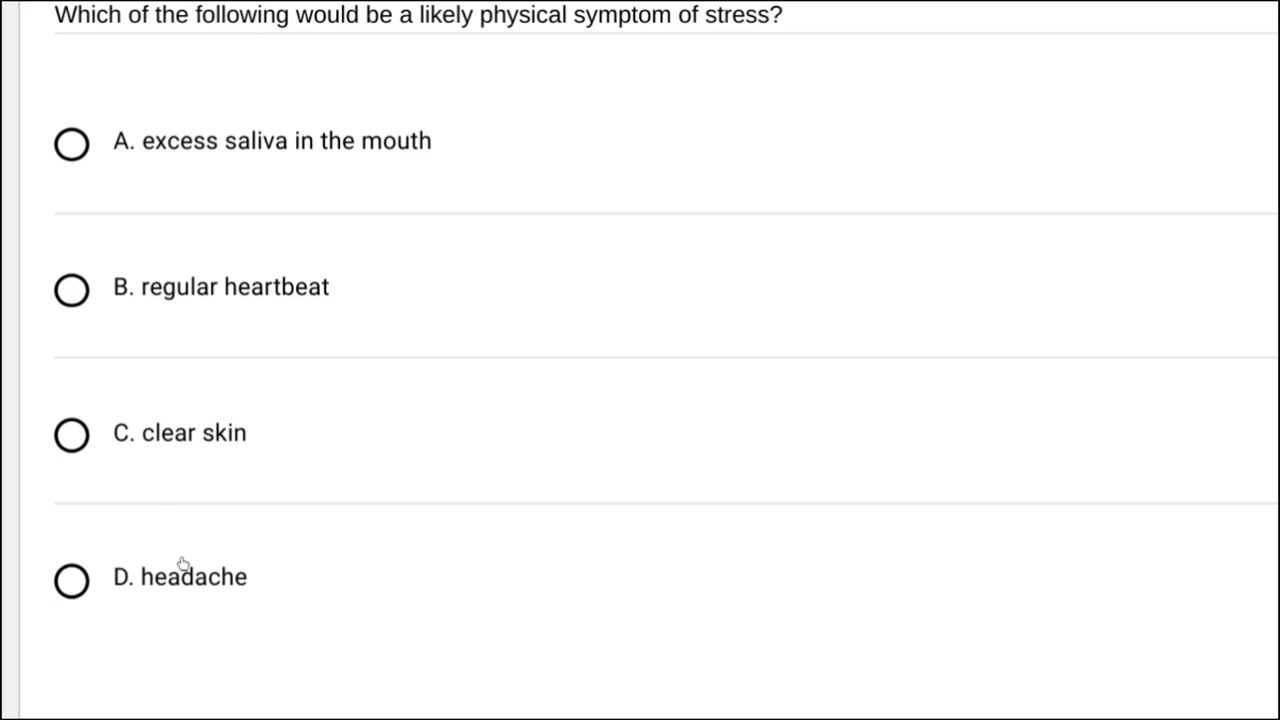 Which of the following would be a likely physical symptom of stress?
A. excess saliva in the mouth
B. regular heartbeat
C. clear skin
D. headache